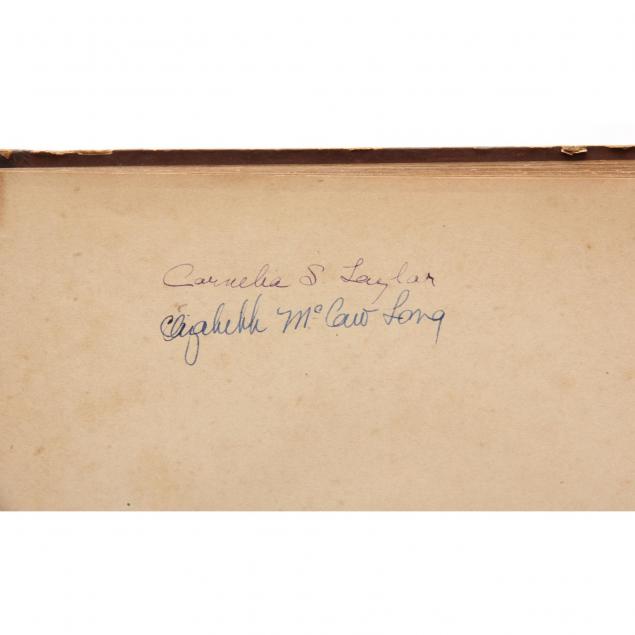 Cornelia S. Taylor
Elizabeth McCaw Long